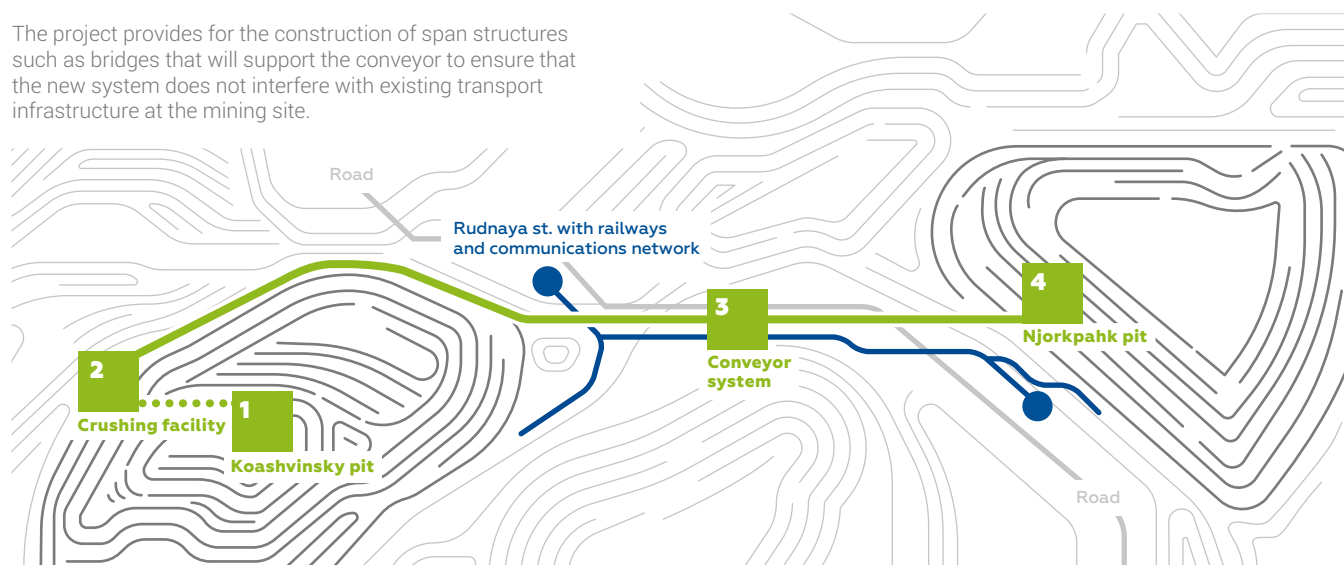 The project provides for the construction of span structures
such as bridges that will support the conveyor to ensure that
the new system does not interfere with existing transport
infrastructure at the mining site.
Road
Rudnaya st. with railways
and communications network
4
3
Njorkpahk pit
Conveyor
system
2
1
Crushing facility
Koashvinsky pit
Road